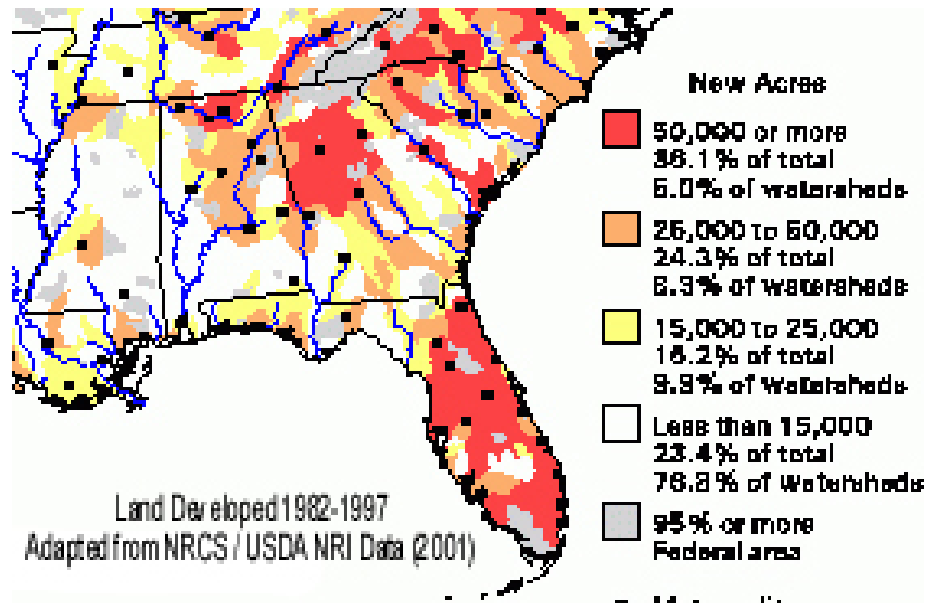 New Acres
50,000 or more
36.1% of total
6.0% of watersheds
25,000 to 50,000
24.3% of total
6.9% of watersheds
15,000 to 25,000
16.2% of total
9.9% of watersheds
Less than 15,000
23.4% of total
76.8% of watersheds
95% or more
Federal area
Land Developed 1982-1997
Adapted from NRCS / USDA NRI Data (2001)